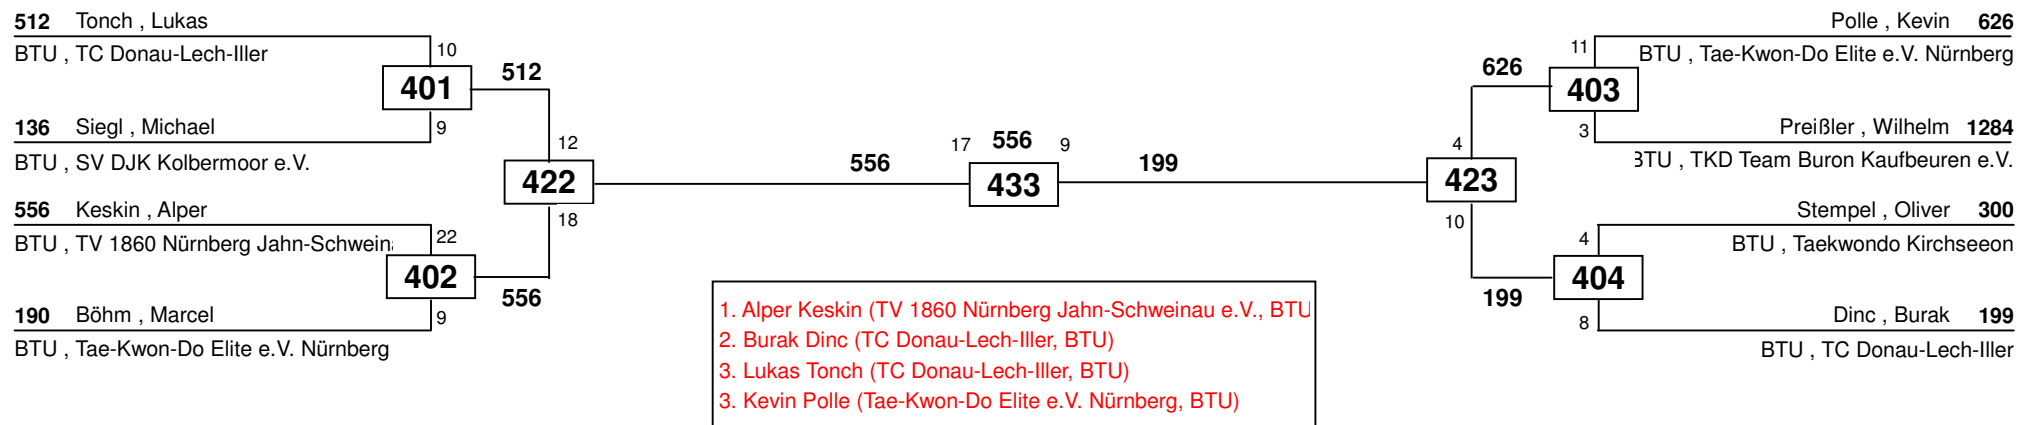 512 Tonch , Lukas
BTU , TC Donau-Lech-Iller
10
401
512
136 Siegl , Michael
9
BTU , SV DJK Kolbermoor e.V.
12
422
18
556 Keskin , Alper
BTU , TV 1860 Nürnberg Jahn-Schwein
22
402
556
190 Böhm , Marcel
9
BTU , Tae-Kwon-Do Elite e.V. Nürnberg
556
17 556 9
433
199
Polle , Kevin 626
11
BTU , Tae-Kwon-Do Elite e.V. Nürnberg
626
403
3
Preißler , Wilhelm 1284
BTU , TKD Team Buron Kaufbeuren e.V.
4
423
10
Stempel , Oliver 300
4
BTU , Taekwondo Kirchseeon
404
199
8
Dinc , Burak 199
BTU , TC Donau-Lech-Iller
1. Alper Keskin (TV 1860 Nürnberg Jahn-Schweinau e.V., BTU
2. Burak Dinc (TC Donau-Lech-Iller, BTU)
3. Lukas Tonch (TC Donau-Lech-Iller, BTU)
3. Kevin Polle (Tae-Kwon-Do Elite e.V. Nürnberg, BTU)